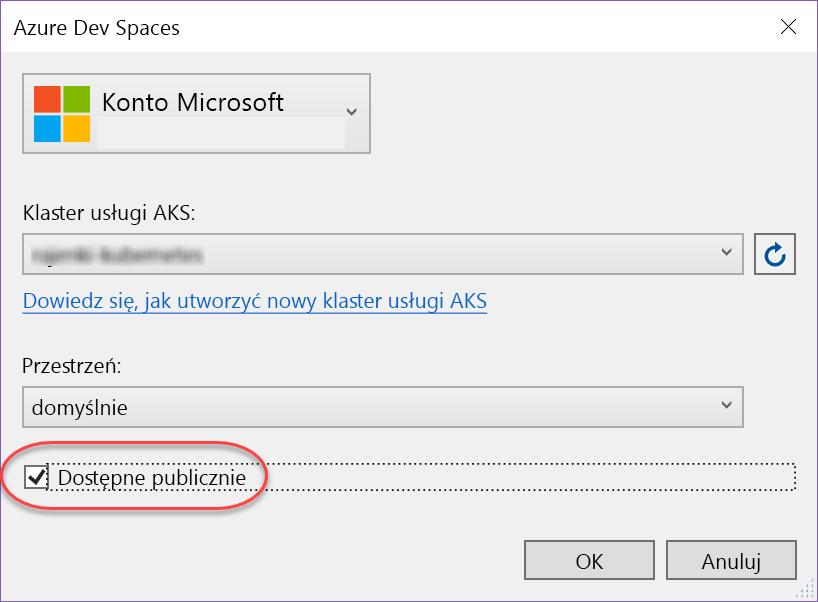 Azure Dev Spaces
Konto Microsoft
Klaster usługi AKS:
Dowiedz się, jak utworzyć nowy klaster usługi AKS
Przestrzeń:
domyślnie
Dostępne publicznie
OK
Anuluj